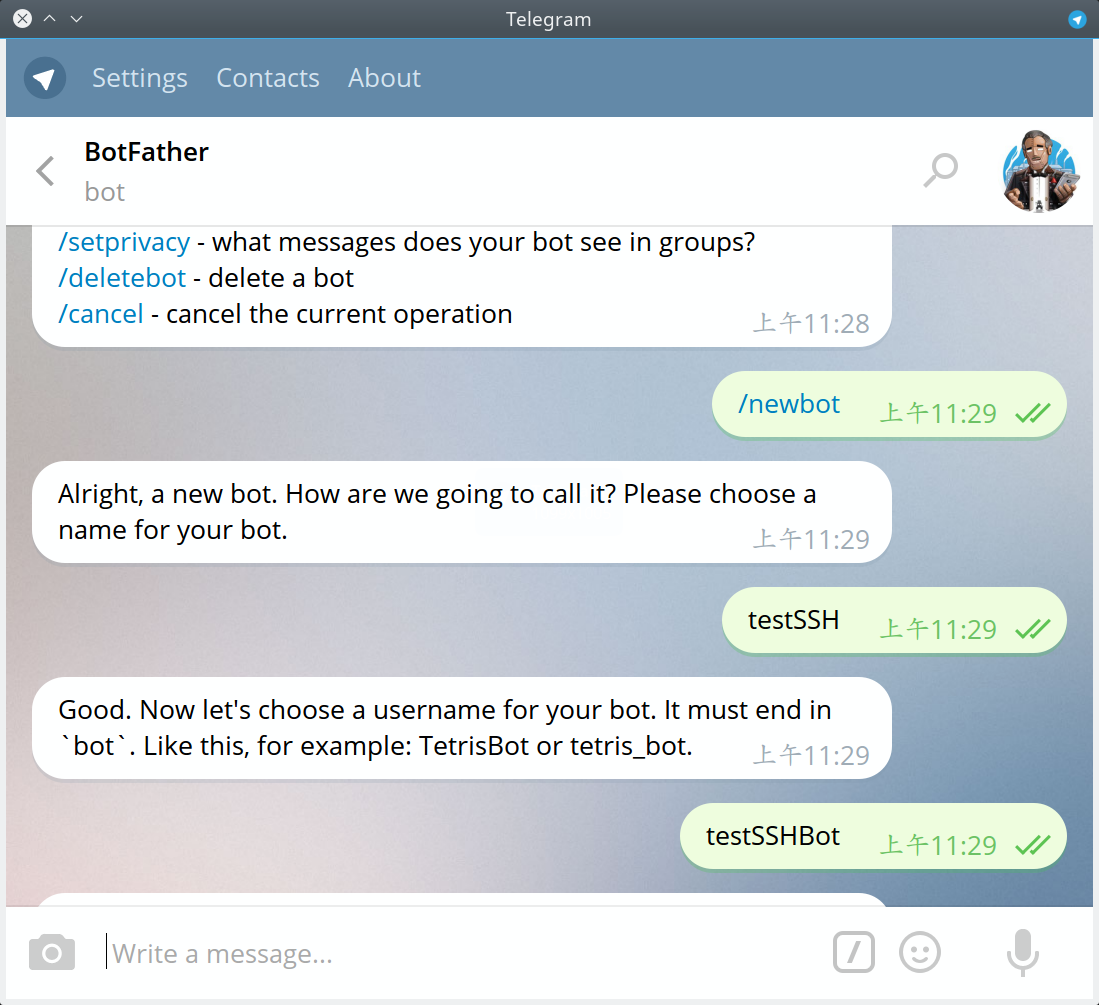 Telegram
Settings Contacts About
BotFather
bot
/setprivacy - what messages does your bot see in groups?
/deletebot - delete a bot
/cancel - cancel the current operation
上午11:28
/newbot 上午11:29
Alright, a new bot. How are we going to call it? Please choose a
name for your bot.
上午11:29
testSSH 上午11:29
Good. Now let's choose a username for your bot. It must end in
`bot`. Like this, for example: TetrisBot or tetris_bot.
上午11:29
testSSHBot 上午11:29
Write a message...